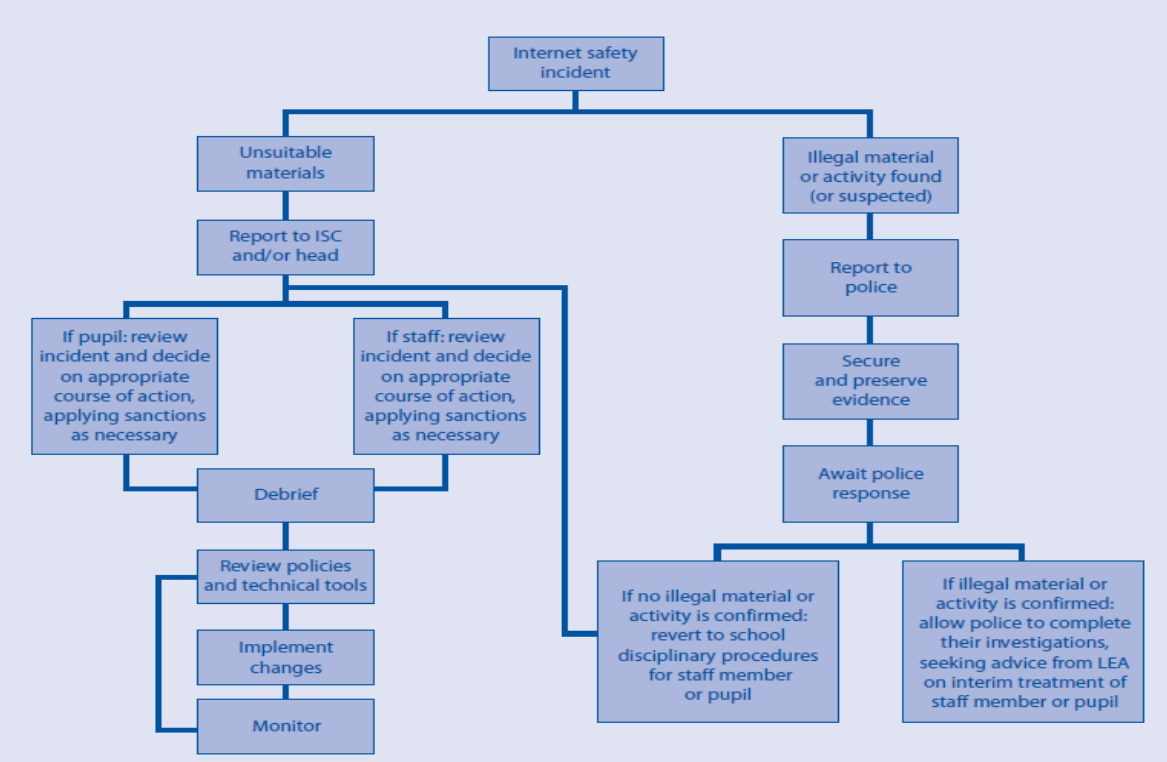 Internet safety
incident
Unsuitable
materials
Illegal material
or activity found
(or suspected)
Report to ISC
and/or head
Report to
police
If pupil: review
incident and decide
on appropriate
course of action,
applying sanctions
as necessary
If staff: review
incident and decide
on appropriate
course of action,
applying sanctions
as necessary
Secure
and preserve
evidence
Debrief
Await police
response
Review policies
and technical tools
If no illegal material or
activity is confirmed:
revert to school
disciplinary procedures
for staff member
or pupil
If illegal material or
activity is confirmed:
allow police to complete
their investigations,
seeking advice from LEA
on interim treatment of
staff member or pupil
Implement
changes
Monitor